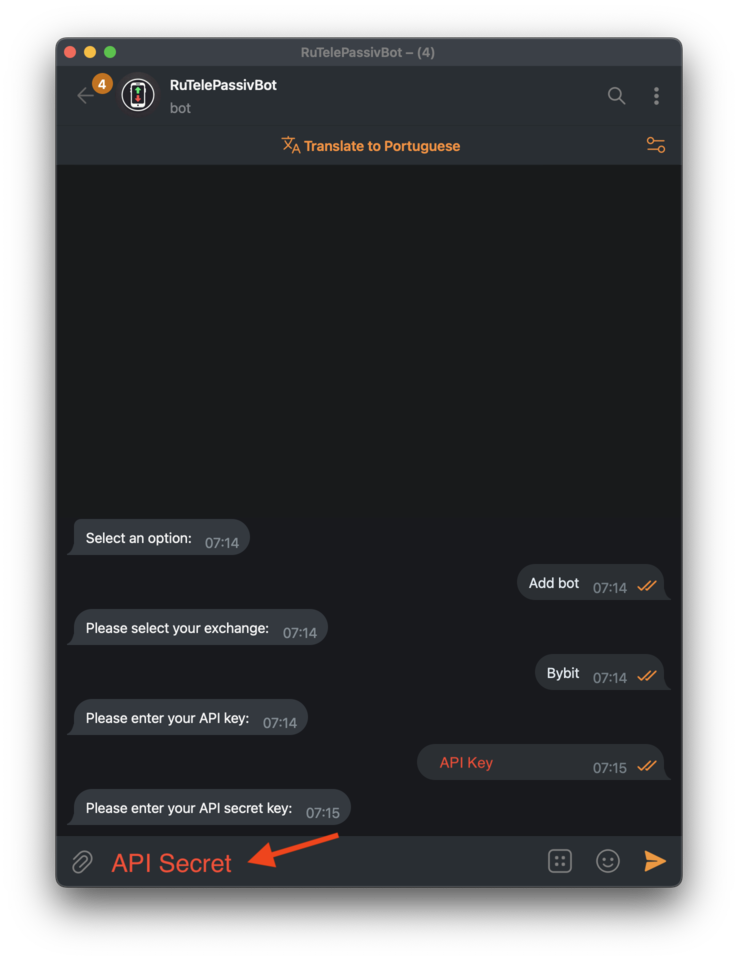 RuTelePassivBot – (4)
4
RuTelePassivBot
bot
Translate to Portuguese
Select an option: 07:14
Add bot 07:14
Please select your exchange: 07:14
Bybit 07:14
Please enter your API key: 07:14
API Key 07:15
Please enter your API secret key: 07:15
API Secret